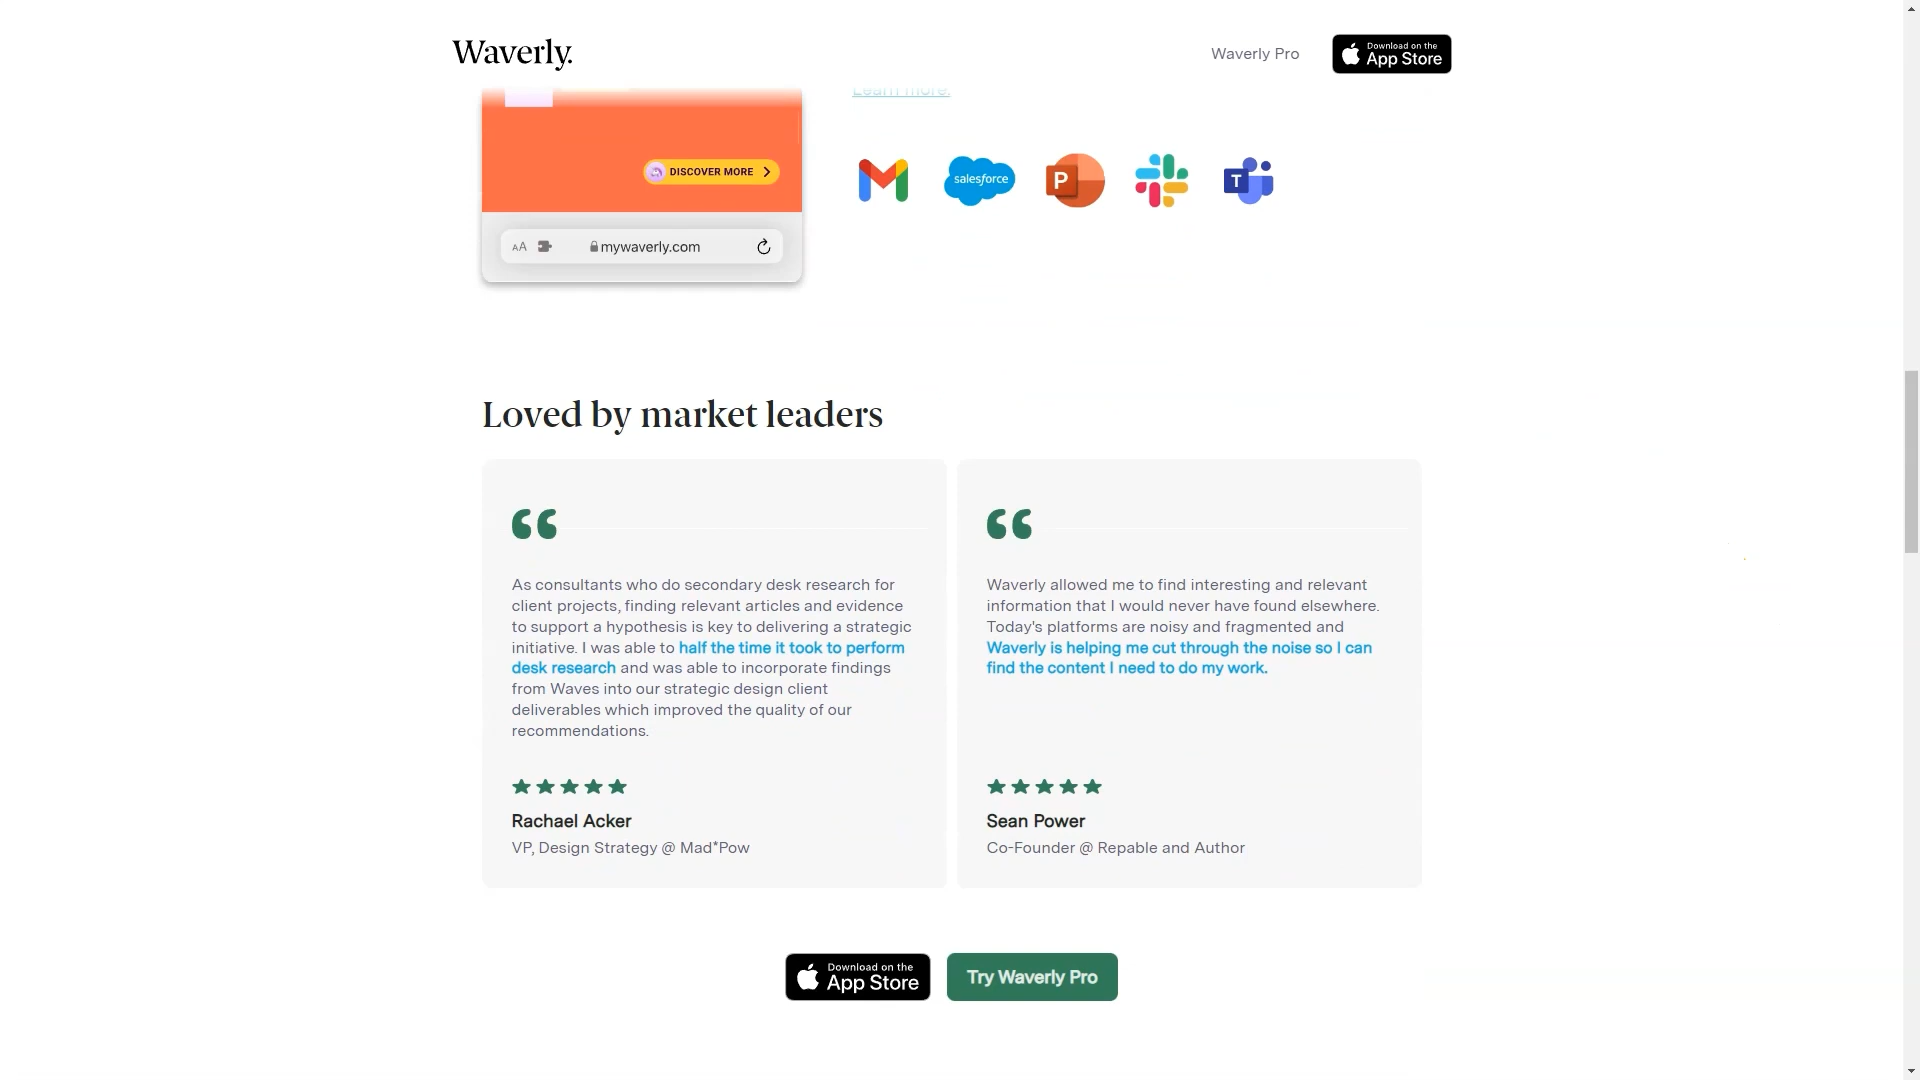 Waverly.
Waverly Pro
Download on the
App Store
Learn more.
DISCOVER MORE
salesforce
P
T
AA
mywaverly.com
Loved by market leaders
As consultants who do secondary desk research for
client projects, finding relevant articles and evidence
to support a hypothesis is key to delivering a strategic
initiative. I was able to half the time it took to perform
desk research and was able to incorporate findings
from Waves into our strategic design client
deliverables which improved the quality of our
recommendations.
Rachael Acker
VP, Design Strategy @ Mad*Pow
Waverly allowed me to find interesting and relevant
information that I would never have found elsewhere.
Today's platforms are noisy and fragmented and
Waverly is helping me cut through the noise so I can
find the content I need to do my work.
Sean Power
Co-Founder @ Repable and Author
Download on the
App Store
Try Waverly Pro